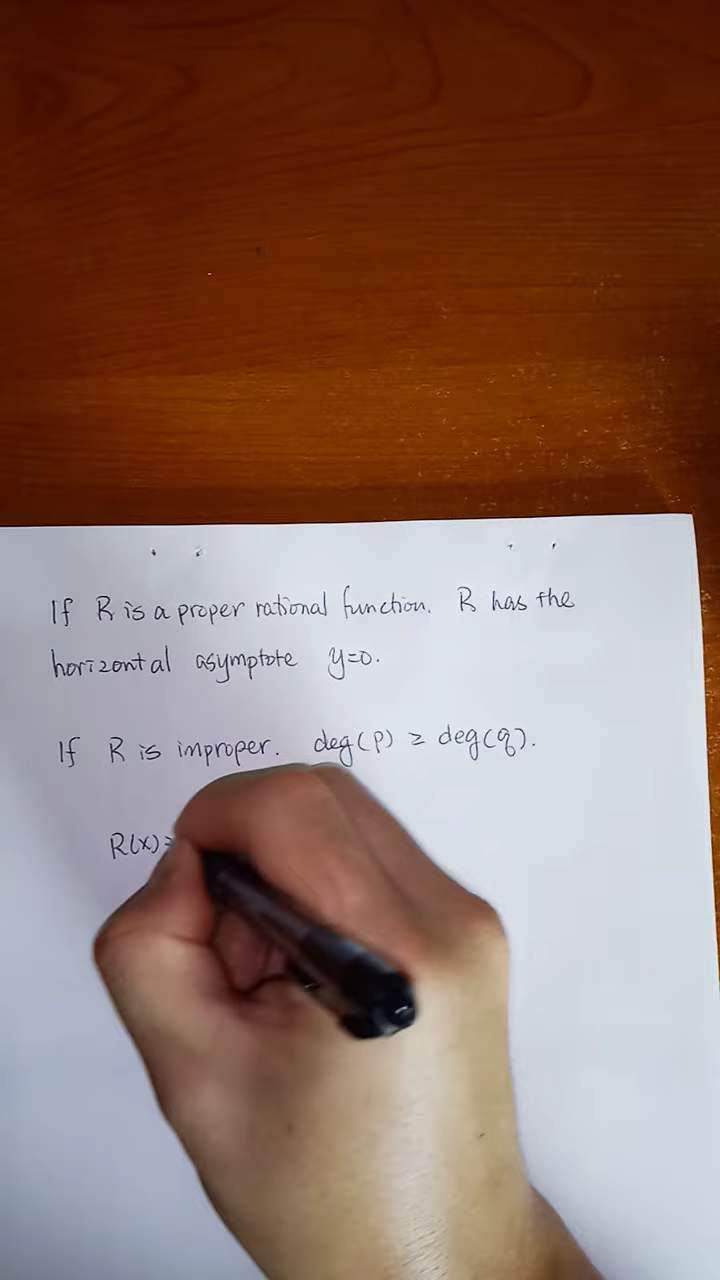 If R is a proper rational function. R has the
horizontal asymptote y=0.
If R is improper. deg(p) ≥ deg(q).
R(x)=